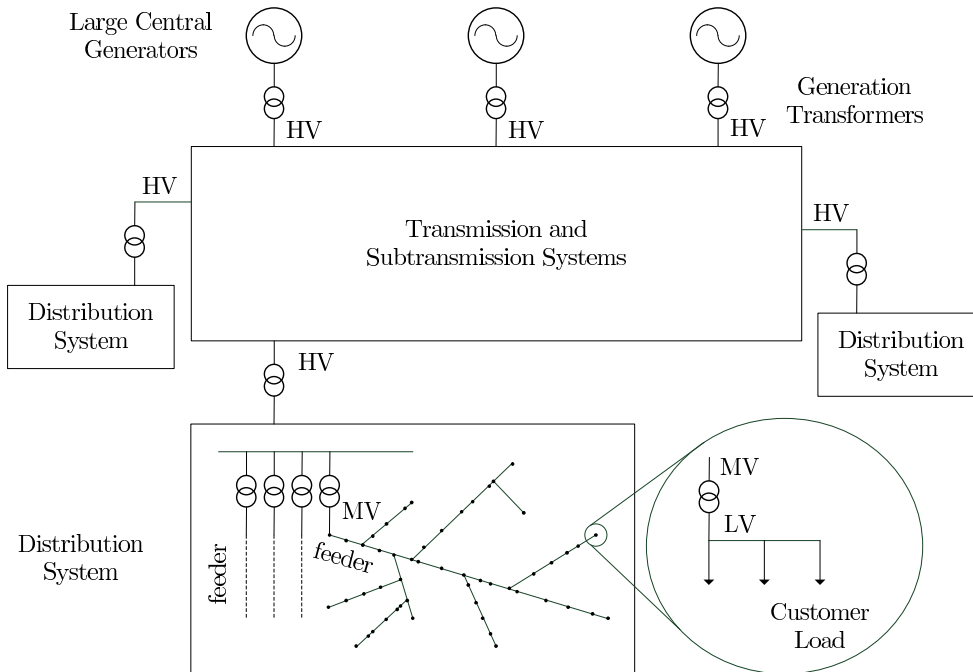 Large Central
Generators
Generation
Transformers
HV
HV
HV
HV
HV
Transmission and
Subtransmission Systems
Distribution
System
Distribution
System
HV
MV
feeder
feeder
Distribution
System
MV
LV
Customer
Load